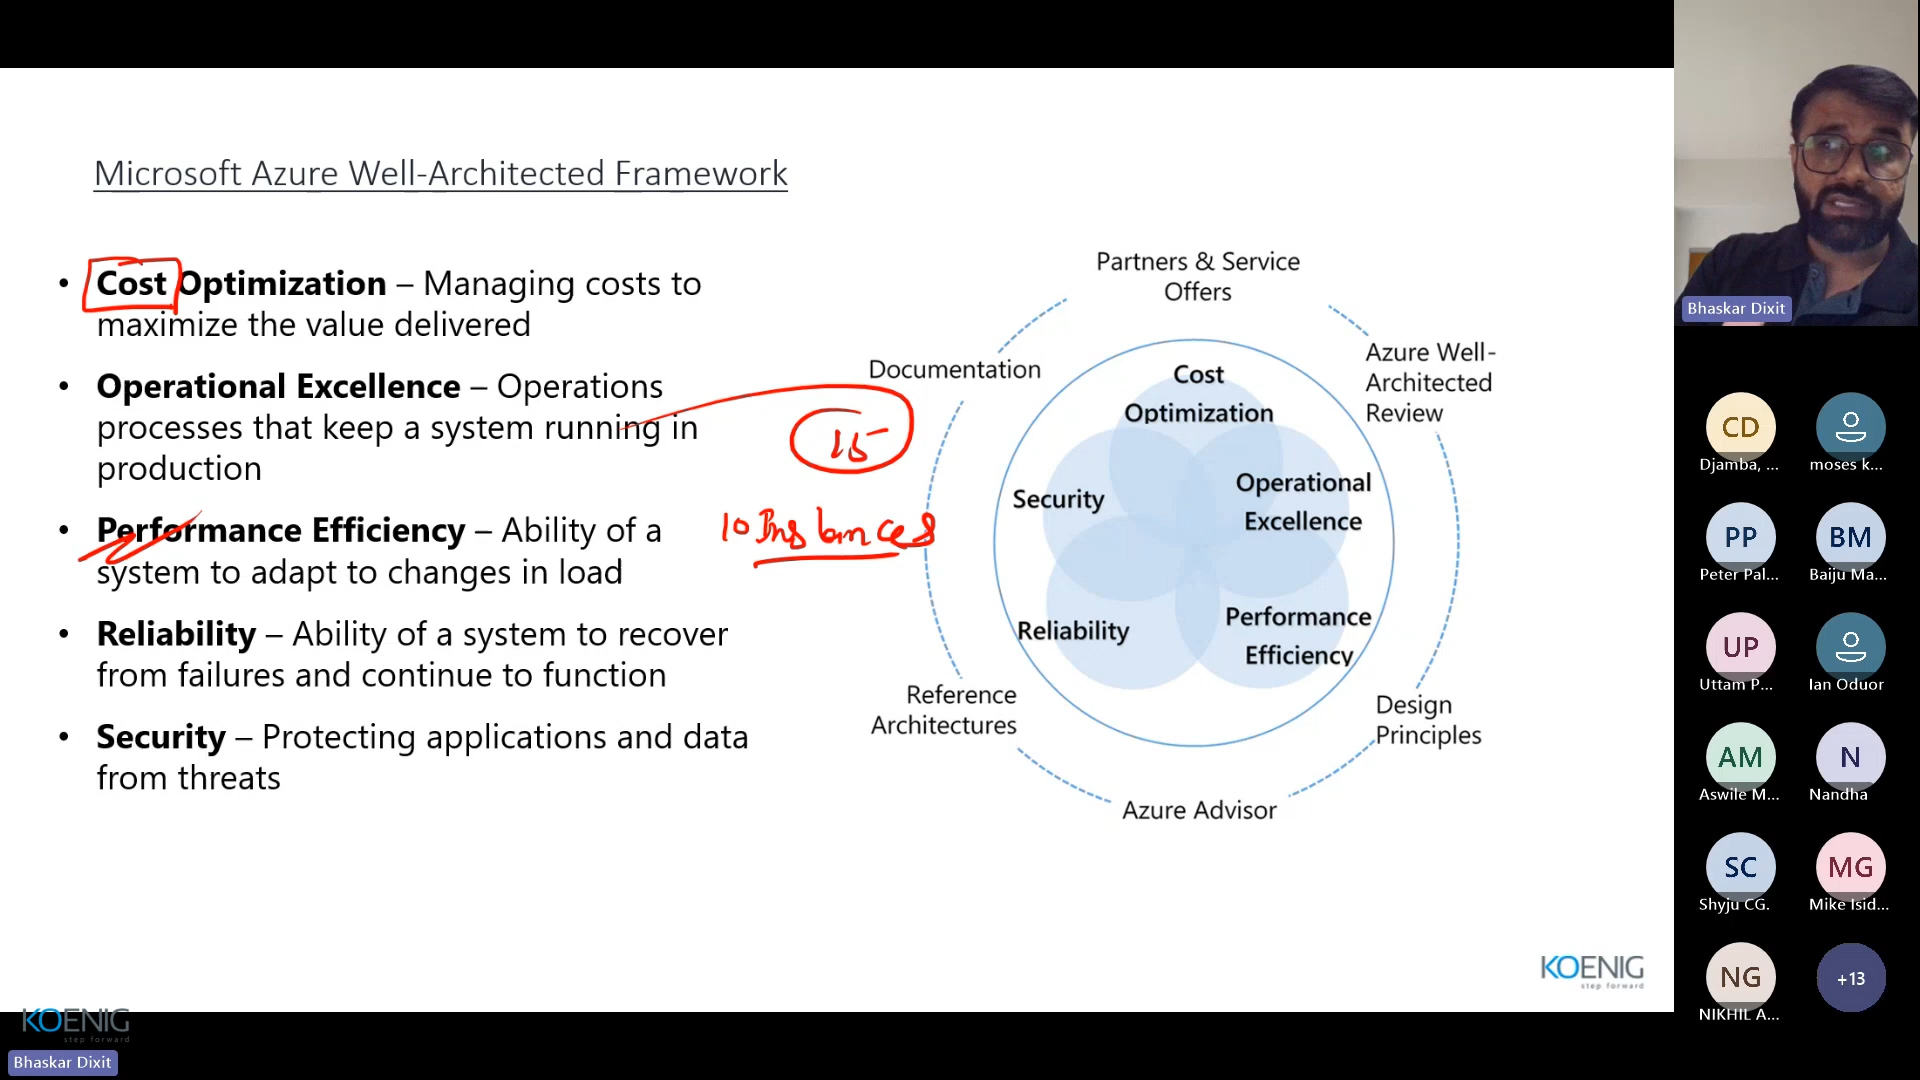 Microsoft Azure Well-Architected Framework
• Cost Optimization – Managing costs to
maximize the value delivered
• Operational Excellence – Operations
processes that keep a system running in
production
• Performance Efficiency – Ability of a
system to adapt to changes in load
• Reliability – Ability of a system to recover
from failures and continue to function
• Security – Protecting applications and data
from threats
15
10 Instances
Partners & Service
Offers
Documentation
Azure Well-
Architected
Review
Cost
Optimization
Security
Operational
Excellence
Reliability
Performance
Efficiency
Reference
Architectures
Design
Principles
Azure Advisor
KOENIG
step forward
KOENIG
step forward
Bhaskar Dixit
Bhaskar Dixit
CD
Djamba, ...
moses k...
PP
Peter Pal...
BM
Baiju Ma...
UP
Uttam P...
Ian Oduor
AM
Aswile M...
N
Nandha
SC
Shyju CG.
MG
Mike Isid...
NG
NIKHIL A...
+13